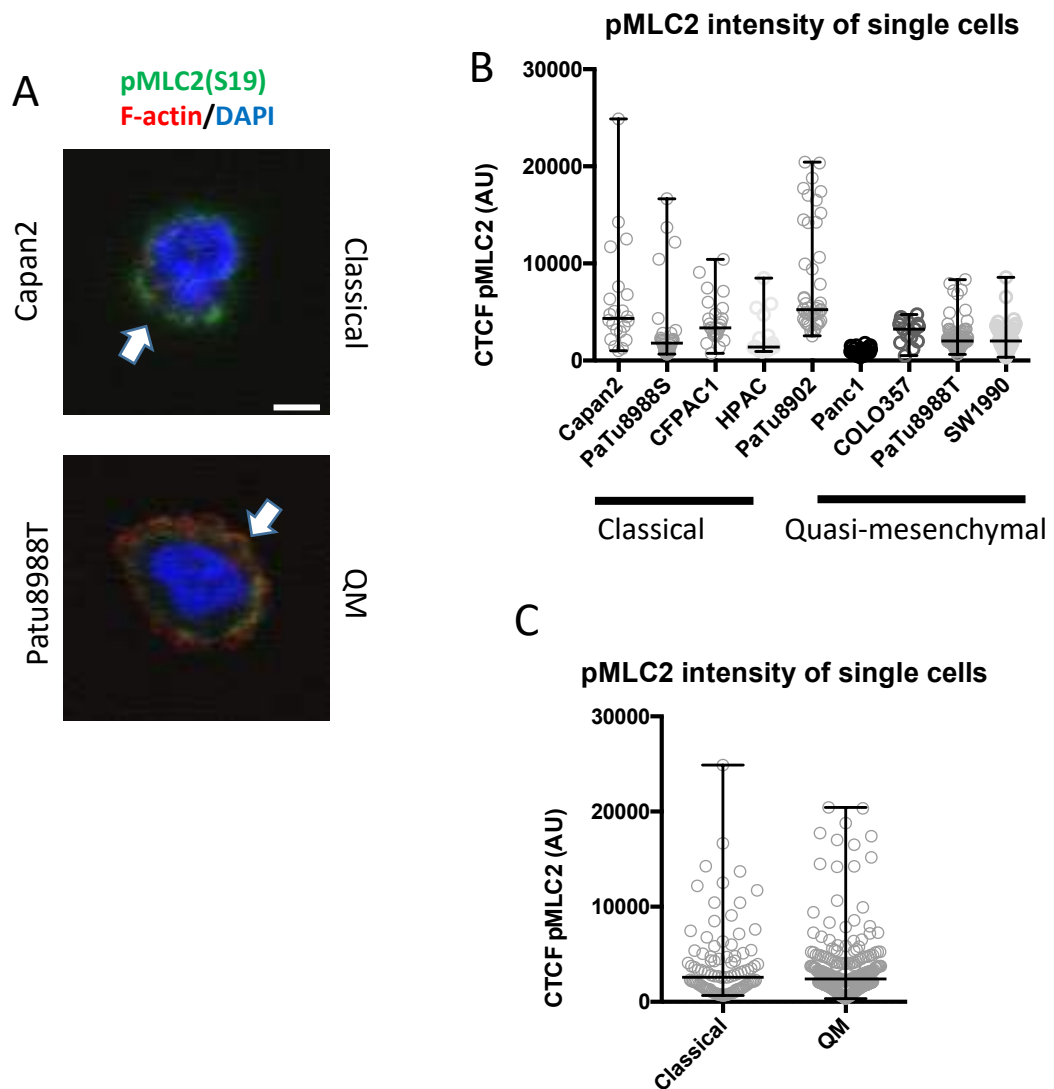 A
pMLC2(S19)
F-actin/DAPI
Capan2
Classical
Patu8988T
QM
B
pMLC2 intensity of single cells
CTCF pMLC2 (AU)
30000
20000
10000
0
Capan2
PaTu8988S
CFPAC1
HPAC
PaTu8902
Panc1
COLO357
PaTu8988T
SW1990
Classical
Quasi-mesenchymal
C
pMLC2 intensity of single cells
CTCF pMLC2 (AU)
30000
20000
10000
0
Classical
QM